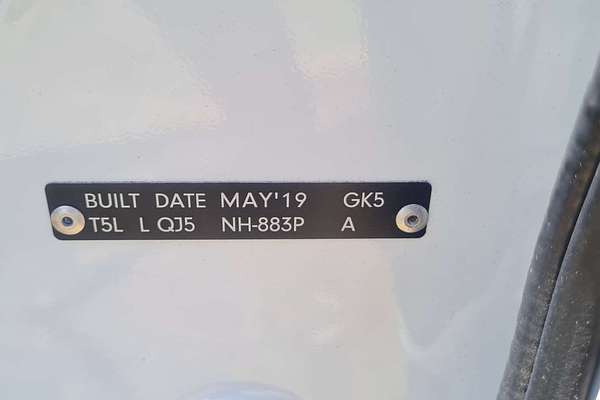 BUILT DATE MAY'19 GK5
T5L L QJ5 NH-883P A